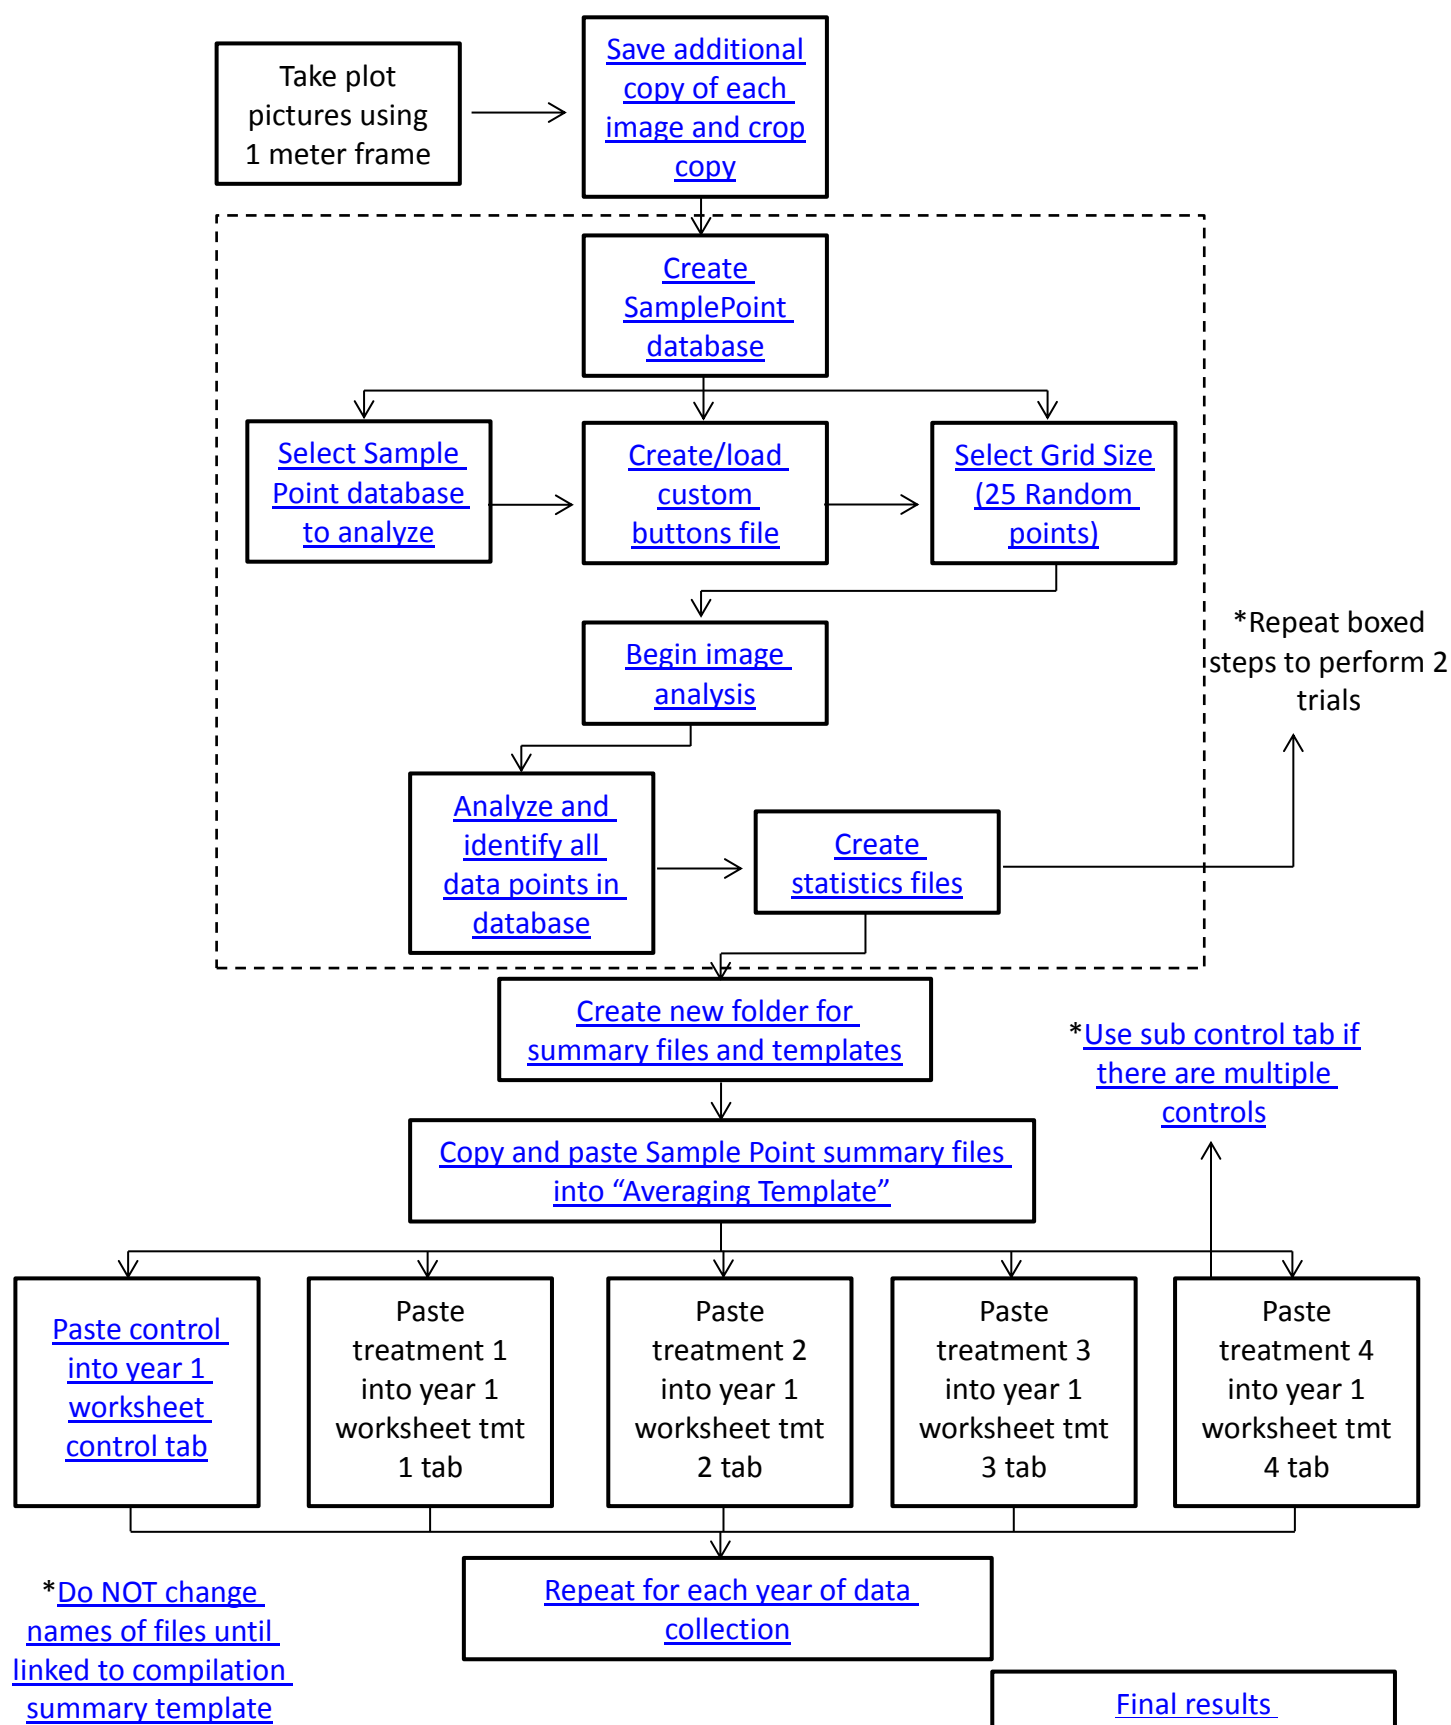 Take plot
pictures using
1 meter frame
Save additional
copy of each
image and crop
copy
Create
SamplePoint
database
Select Sample
Point database
to analyze
Create/load
custom
buttons file
Select Grid Size
(25 Random
points)
Begin image
analysis
*Repeat boxed
steps to perform 2
trials
Analyze and
identify all
data points in
database
Create
statistics files
Create new folder for
summary files and templates
*Use sub control tab if
there are multiple
controls
Copy and paste Sample Point summary files
into “Averaging Template”
Paste control
into year 1
worksheet
control tab
Paste
treatment 1
into year 1
worksheet tmt
1 tab
Paste
treatment 2
into year 1
worksheet tmt
2 tab
Paste
treatment 3
into year 1
worksheet tmt
3 tab
Paste
treatment 4
into year 1
worksheet tmt
4 tab
Repeat for each year of data
collection
*Do NOT change
names of files until
linked to compilation
summary template
Final results